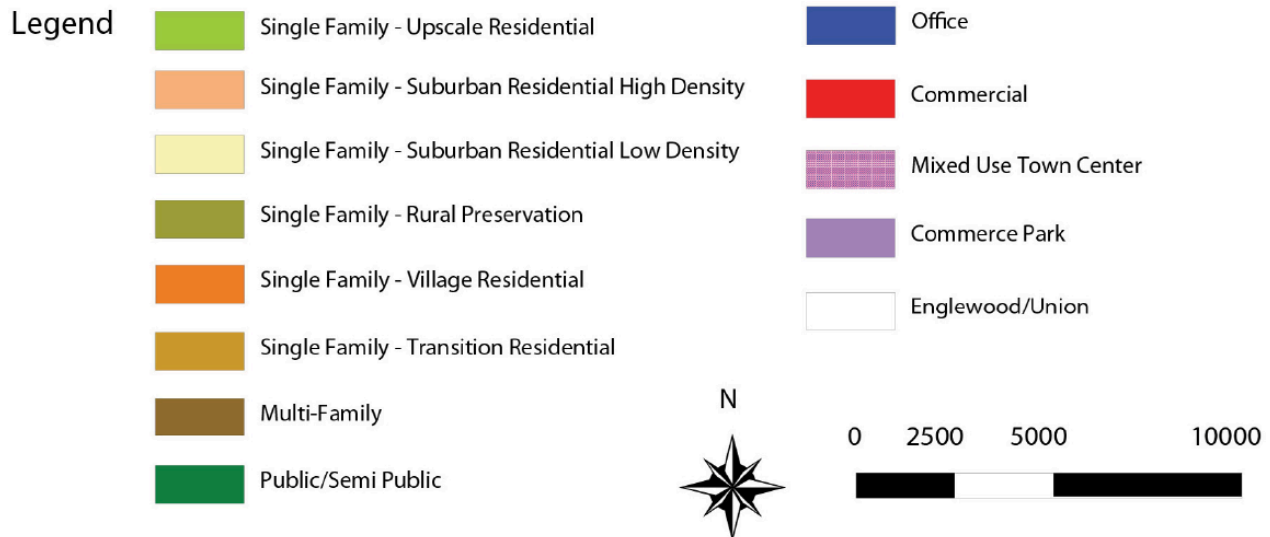 Legend
Single Family - Upscale Residential
Single Family - Suburban Residential High Density
Single Family - Suburban Residential Low Density
Single Family - Rural Preservation
Single Family - Village Residential
Single Family - Transition Residential
Multi-Family
Public/Semi Public
Office
Commercial
Mixed Use Town Center
Commerce Park
Englewood/Union
N
0 2500 5000 10000